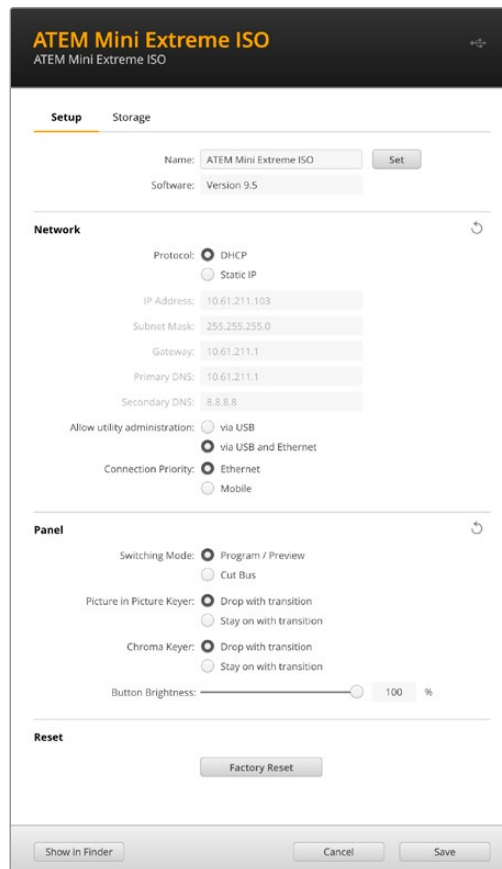 ATEM Mini Extreme ISO
ATEM Mini Extreme ISO
Setup Storage
Name: ATEM Mini Extreme ISO Set
Software: Version 9.5
Network
Protocol: DHCP
Static IP
IP Address: 10.61.211.103
Subnet Mask: 255.255.255.0
Gateway: 10.61.211.1
Primary DNS: 10.61.211.1
Secondary DNS: 8.8.8.8
Allow utility administration: via USB
via USB and Ethernet
Connection Priority: Ethernet
Mobile
Panel
Switching Mode: Program / Preview
Cut Bus
Picture in Picture Keyer: Drop with transition
Stay on with transition
Chroma Keyer: Drop with transition
Stay on with transition
Button Brightness: 100 %
Reset
Factory Reset
Show in Finder Cancel Save